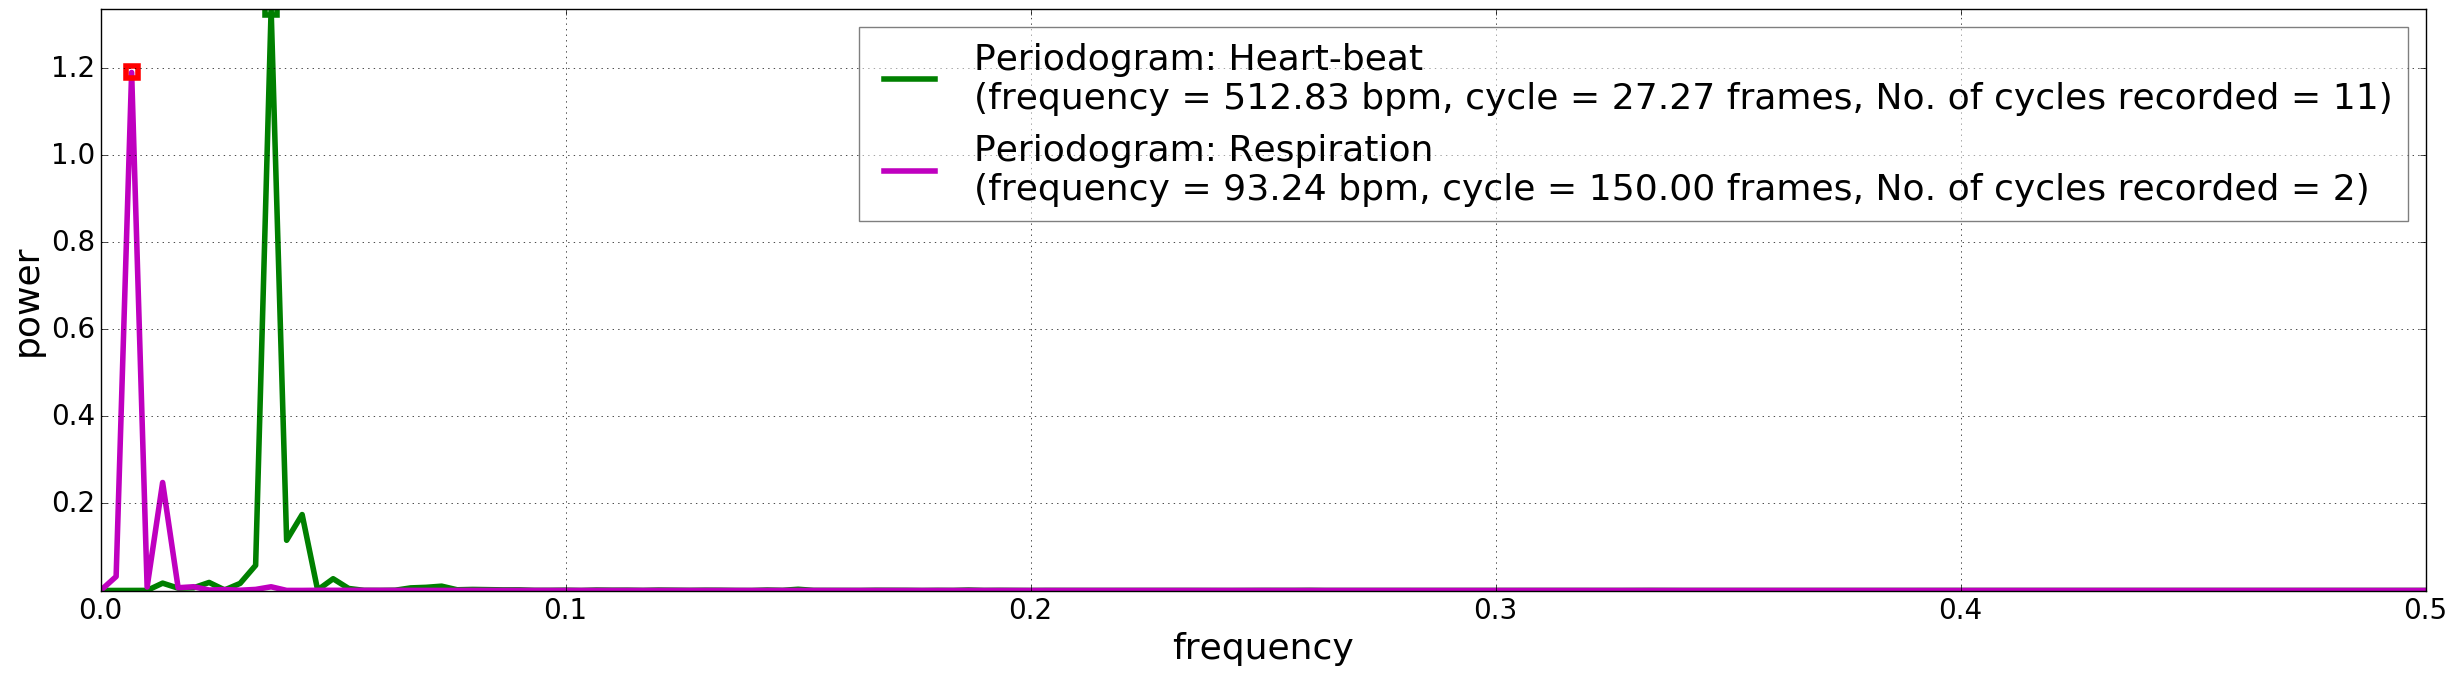 Periodogram: Heart-beat
(frequency = 512.83 bpm, cycle = 27.27 frames, No. of cycles recorded = 11)
Periodogram: Respiration
(frequency = 93.24 bpm, cycle = 150.00 frames, No. of cycles recorded = 2)
power
1.2
1.0
0.8
0.6
0.4
0.2
0.0
0.1
0.2
0.3
0.4
0.5
frequency